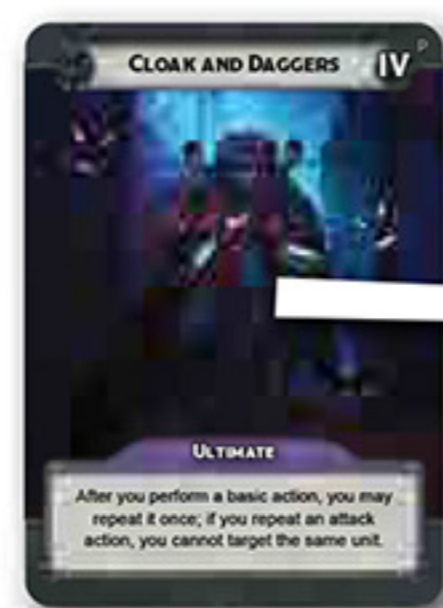 CLOAK AND DAGGERS IV P
ULTIMATE
After you perform a basic action, you may
repeat it once; if you repeat an attack
action, you cannot target the same unit.